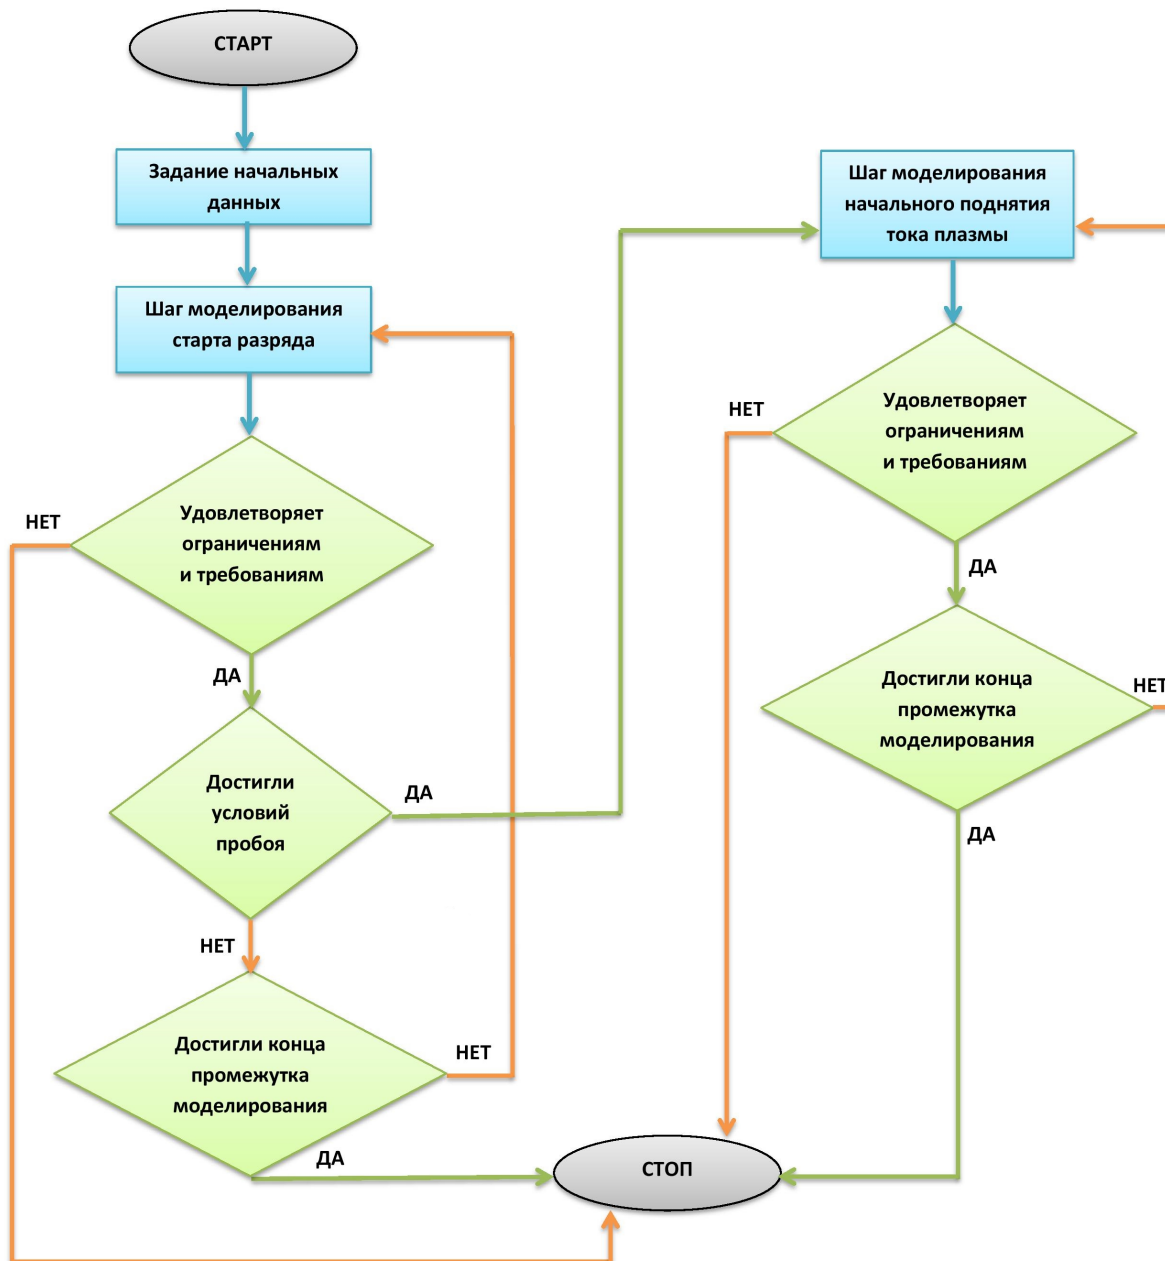 СТАРТ
Задание начальных
данных
Шаг моделирования
старта разряда
НЕТ
Удовлетворяет
ограничениям
и требованиям
ДА
Достигли
условий
пробоя
ДА
НЕТ
Достигли конца
промежутка
моделирования
НЕТ
ДА
Шаг моделирования
начального поднятия
тока плазмы
НЕТ
Удовлетворяет
ограничениям
и требованиям
ДА
Достигли конца
промежутка
моделирования
НЕТ
ДА
СТОП